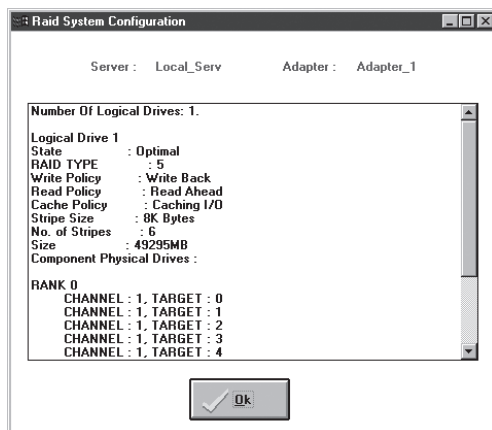 Raid System Configuration
Server : Local_Serv Adapter : Adapter_1
Number Of Logical Drives: 1.
Logical Drive 1
State : Optimal
RAID TYPE : 5
Write Policy : Write Back
Read Policy : Read Ahead
Cache Policy : Caching I/O
Stripe Size : 8K Bytes
No. of Stripes : 6
Size : 49295MB
Component Physical Drives :
RANK 0
CHANNEL : 1, TARGET : 0
CHANNEL : 1, TARGET : 1
CHANNEL : 1, TARGET : 2
CHANNEL : 1, TARGET : 3
CHANNEL : 1, TARGET : 4
Ok